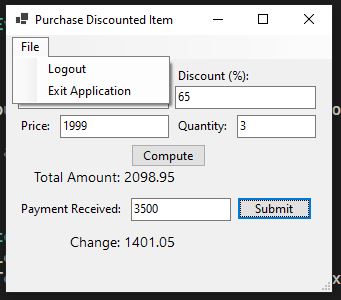 Purchase Discounted Item
File
Logout
Exit Application
Discount (%):
65
Price: 1999 Quantity: 3
Compute
Total Amount: 2098.95
Payment Received: 3500 Submit
Change: 1401.05